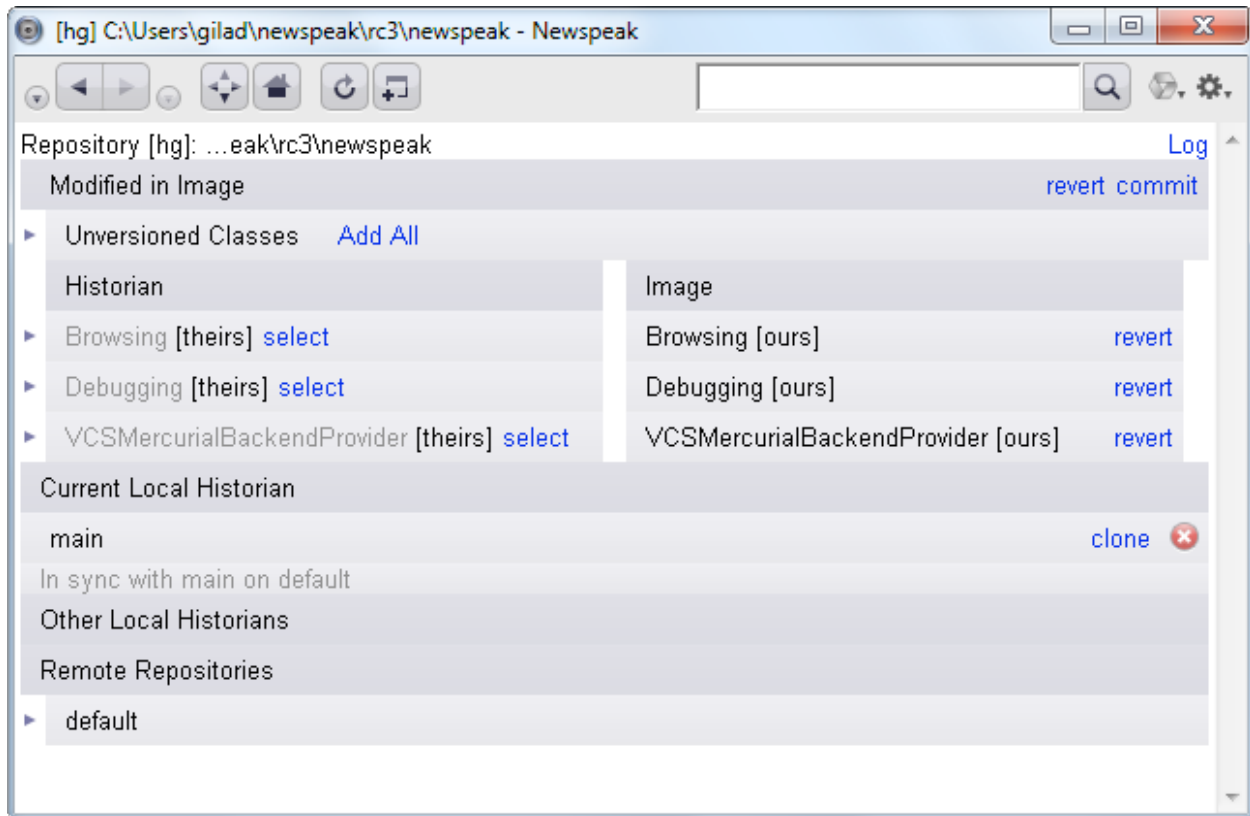 [hg] C:\Users\gilad\newspeak\rc3\newspeak - Newspeak
Repository [hg]: ...eak\rc3\newspeak Log
Modified in Image revert commit
Unversioned Classes Add All
Historian Image
Browsing [theirs] select Browsing [ours] revert
Debugging [theirs] select Debugging [ours] revert
VCSMercurialBackendProvider [theirs] select VCSMercurialBackendProvider [ours] revert
Current Local Historian
main clone
In sync with main on default
Other Local Historians
Remote Repositories
default